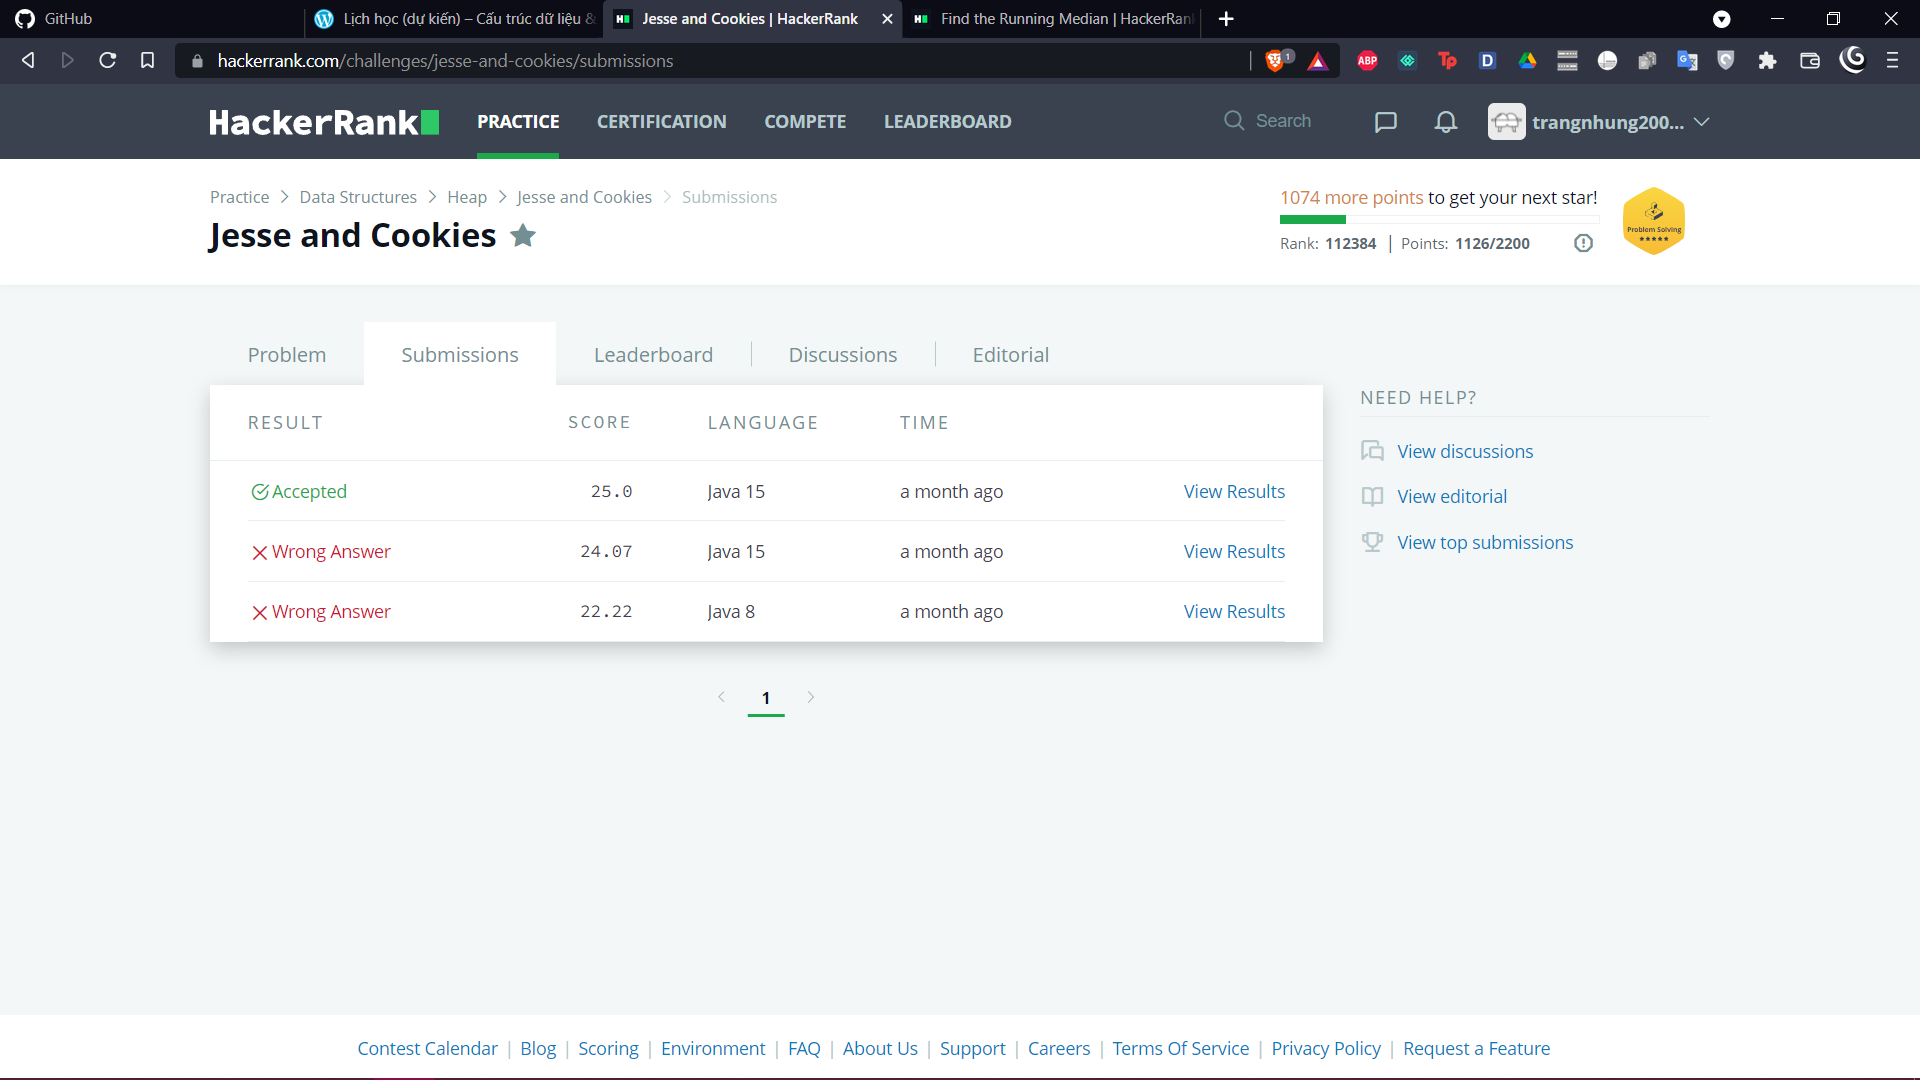 GitHub
Lịch học (dự kiến) – Cấu trúc dữ liệu &
Jesse and Cookies | HackerRank
Find the Running Median | HackerRan
hackerrank.com/challenges/jesse-and-cookies/submissions
1
ABP
Tp
D
HackerRank
PRACTICE
CERTIFICATION
COMPETE
LEADERBOARD
Search
trangnhung200...
Practice > Data Structures > Heap > Jesse and Cookies > Submissions
Jesse and Cookies
1074 more points to get your next star!
Rank: 112384 | Points: 1126/2200
Problem Solving
Problem
Submissions
Leaderboard
Discussions
Editorial
RESULT SCORE LANGUAGE TIME
Accepted 25.0 Java 15 a month ago View Results
Wrong Answer 24.07 Java 15 a month ago View Results
Wrong Answer 22.22 Java 8 a month ago View Results
1
NEED HELP?
View discussions
View editorial
View top submissions
Contest Calendar | Blog | Scoring | Environment | FAQ | About Us | Support | Careers | Terms Of Service | Privacy Policy | Request a Feature